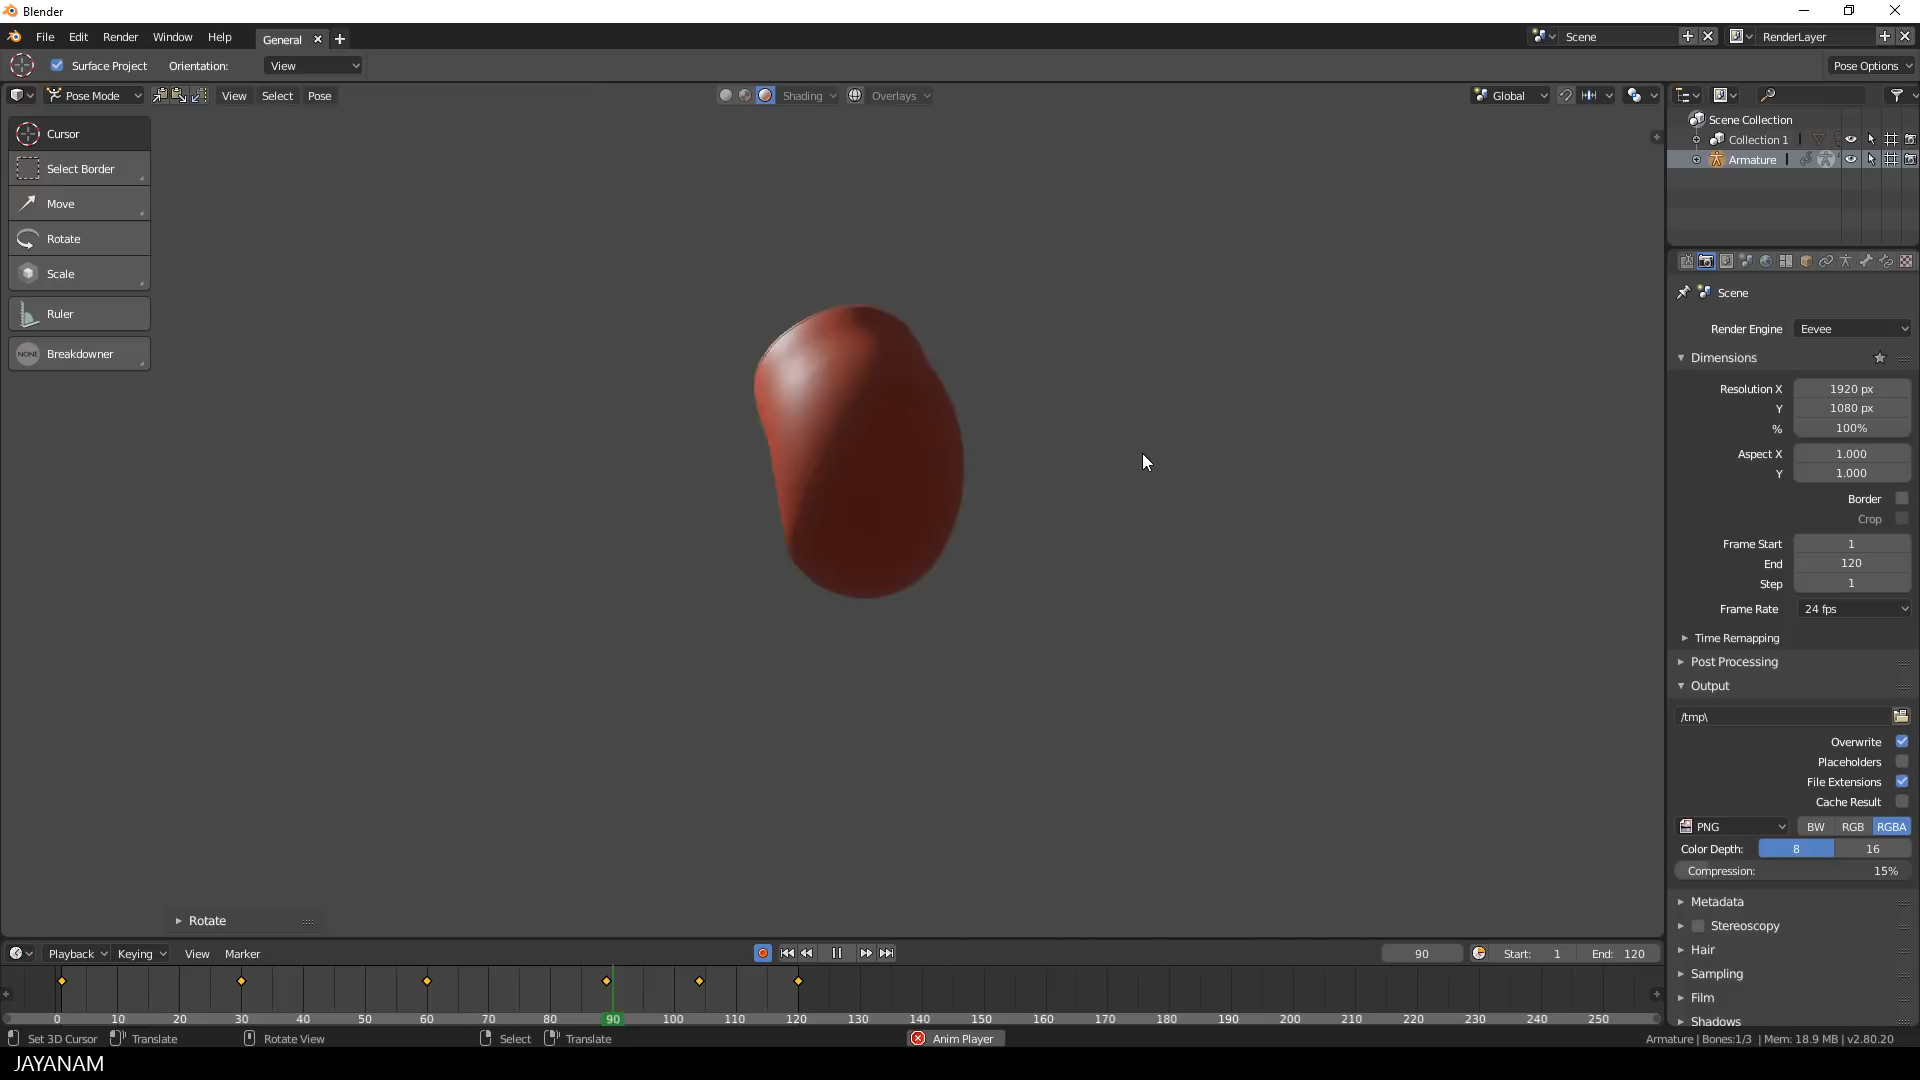 Blender
File Edit Render Window Help General Scene RenderLayer
Surface Project Orientation: View Pose Options
Pose Mode View Select Pose Shading Overlays Global
Cursor
Select Border
Move
Rotate
Scale
Ruler
NONE Breakdowner
Scene Collection
Collection 1
Armature
Scene
Render Engine Eevee
Dimensions
Resolution X 1920 px
Y 1080 px
% 100%
Aspect X 1.000
Y 1.000
Border
Crop
Frame Start 1
End 120
Step 1
Frame Rate 24 fps
Time Remapping
Post Processing
Output
/tmp\
Overwrite
Placeholders
File Extensions
Cache Result
PNG BW RGB RGBA
Color Depth: 8 16
Compression: 15%
Metadata
Stereoscopy
Hair
Sampling
Film
Shadows
Rotate
Playback Keying View Marker 90 Start: 1 End: 120
0 10 20 30 40 50 60 70 80 90 100 110 120 130 140 150 160 170 180 190 200 210 220 230 240 250
Set 3D Cursor Translate Rotate View Select Translate Anim Player Armature | Bones:1/3 | Mem: 18.9 MB | v2.80.20
JAYANAM